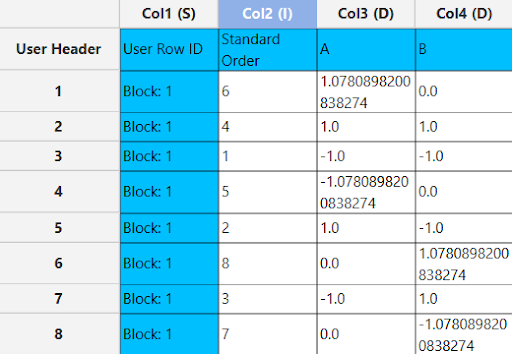 Col1 (S) Col2 (I) Col3 (D) Col4 (D)
User Header User Row ID Standard Order A B
1 Block: 1 6 1.0780898200838274 0.0
2 Block: 1 4 1.0 1.0
3 Block: 1 1 -1.0 -1.0
4 Block: 1 5 -1.0780898200838274 0.0
5 Block: 1 2 1.0 -1.0
6 Block: 1 8 0.0 1.0780898200838274
7 Block: 1 3 -1.0 1.0
8 Block: 1 7 0.0 -1.0780898200838274